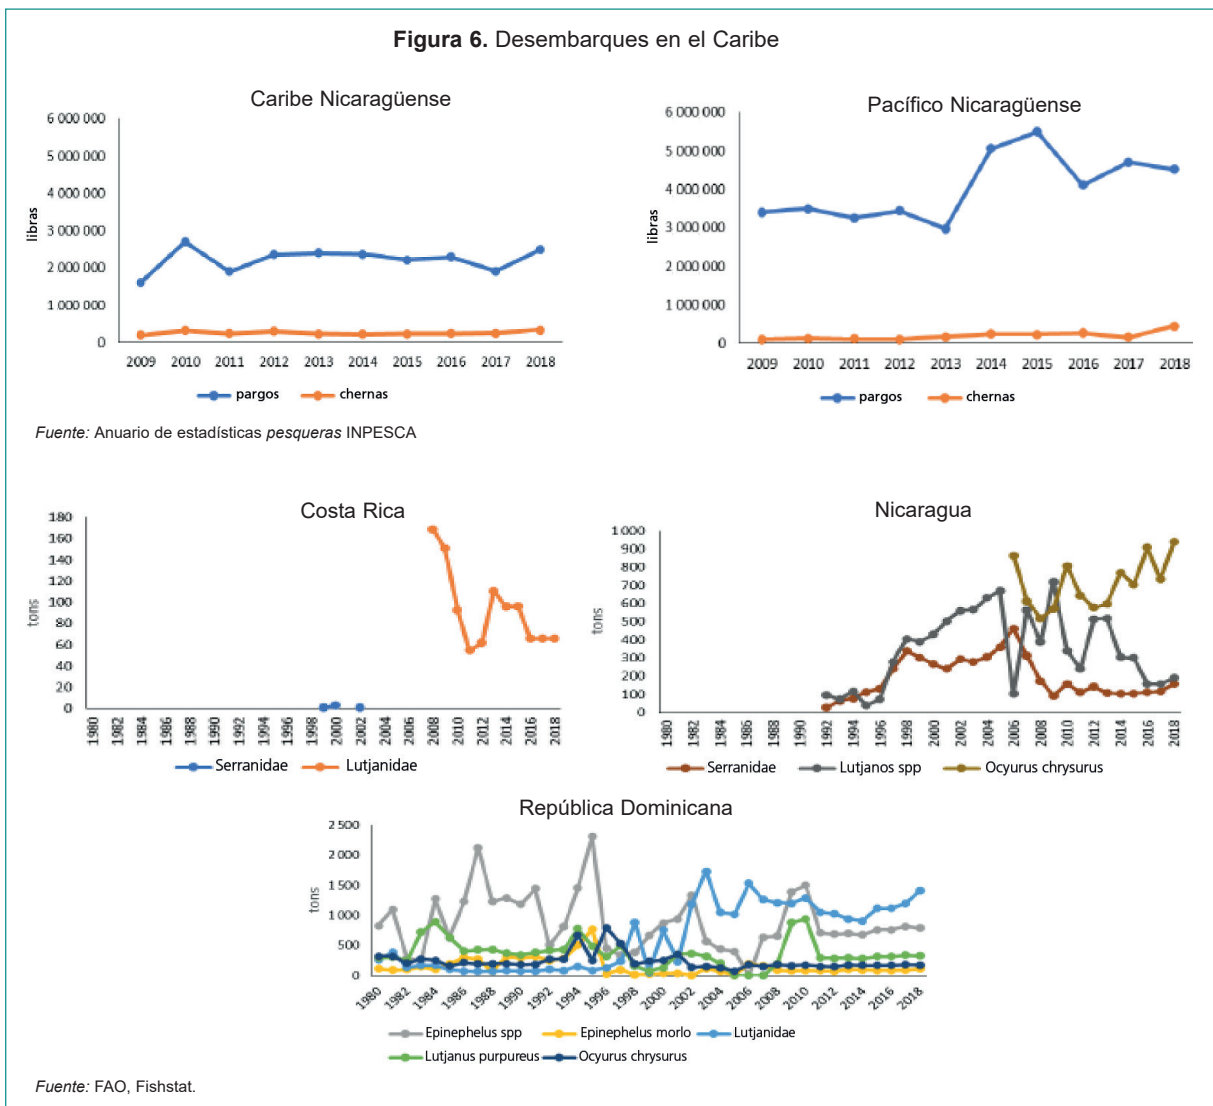 Figura 6. Desembarques en el Caribe
Caribe Nicaragüense
6 000 000
5 000 000
4 000 000
3 000 000
2 000 000
1 000 000
0
libras
2009 2010 2011 2012 2013 2014 2015 2016 2017 2018
pargos chernas
Pacífico Nicaragüense
6 000 000
5 000 000
4 000 000
3 000 000
2 000 000
1 000 000
0
libras
2009 2010 2011 2012 2013 2014 2015 2016 2017 2018
pargos chernas
Fuente: Anuario de estadísticas pesqueras INPESCA
Costa Rica
180
160
140
120
100
80
60
40
20
0
tons
1980 1982 1984 1986 1988 1990 1992 1994 1996 1998 2000 2002 2004 2006 2008 2010 2012 2014 2016 2018
Serranidae Lutjanidae
Nicaragua
1 000
900
800
700
600
500
400
300
200
100
0
tons
1980 1982 1984 1986 1988 1990 1992 1994 1996 1998 2000 2002 2004 2006 2008 2010 2012 2014 2016 2018
Serranidae Lutjanos spp Ocyurus chrysurus
República Dominicana
2 500
2 000
1 500
1 000
500
0
tons
1980 1982 1984 1986 1988 1990 1992 1994 1996 1998 2000 2002 2004 2006 2008 2010 2012 2014 2016 2018
Epinephelus spp Epinephelus morlo Lutjanidae
Lutjanus purpureus Ocyurus chrysurus
Fuente: FAO, Fishstat.